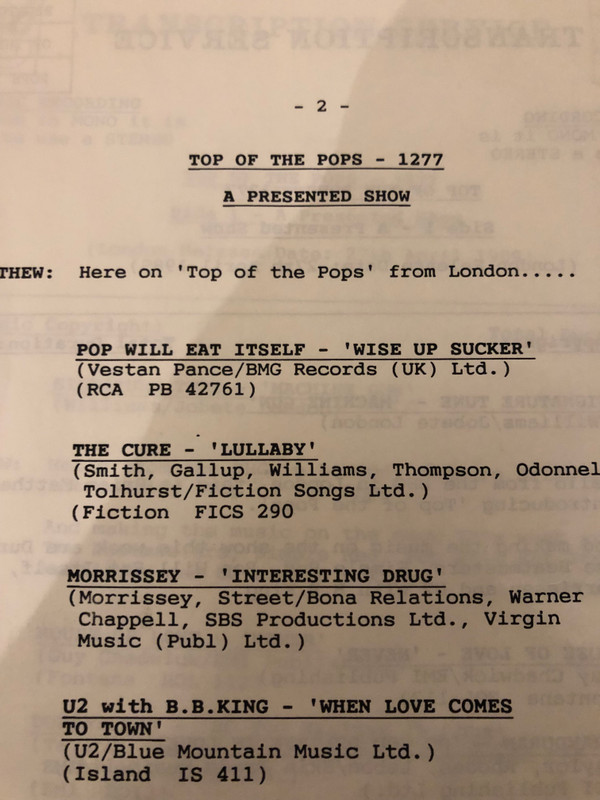 - 2 -
TOP OF THE POPS - 1277
A PRESENTED SHOW
THEW: Here on 'Top of the Pops' from London.....
POP WILL EAT ITSELF - 'WISE UP SUCKER'
(Vestan Pance/BMG Records (UK) Ltd.)
(RCA PB 42761)
THE CURE - 'LULLABY'
(Smith, Gallup, Williams, Thompson, Odonnel
Tolhurst/Fiction Songs Ltd.)
(Fiction FICS 290
MORRISSEY - 'INTERESTING DRUG'
(Morrissey, Street/Bona Relations, Warner
Chappell, SBS Productions Ltd., Virgin
Music (Publ) Ltd.)
U2 with B.B.KING - 'WHEN LOVE COMES
TO TOWN'
(U2/Blue Mountain Music Ltd.)
(Island IS 411)